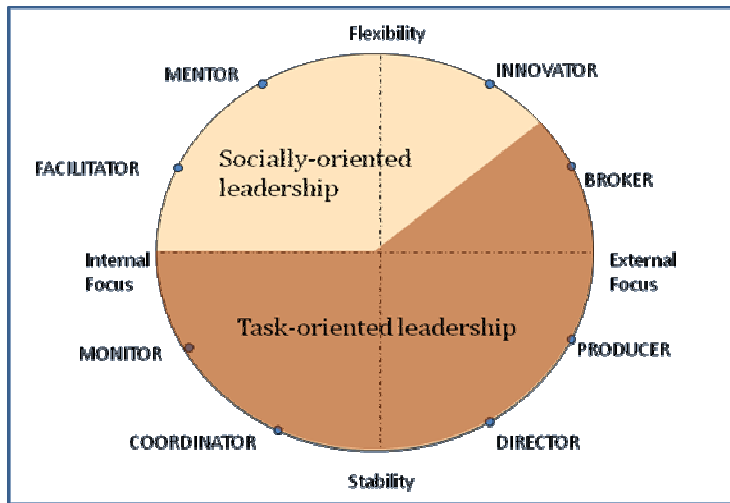 Flexibility
MENTOR
INNOVATOR
FACILITATOR
Socially-oriented
leadership
BROKER
Internal
Focus
External
Focus
Task-oriented leadership
MONITOR
PRODUCER
COORDINATOR
DIRECTOR
Stability